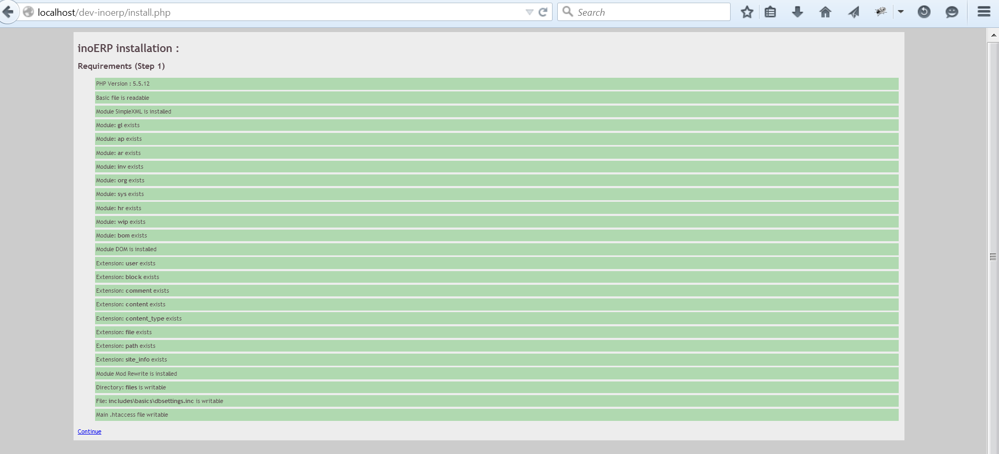 localhost/dev-inoerp/install.php
Search
inoERP installation :
Requirements (Step 1)
PHP Version : 5.5.12
Basic file is readable
Module SimpleXML is installed
Module: gl exists
Module: ap exists
Module: ar exists
Module: inv exists
Module: org exists
Module: sys exists
Module: hr exists
Module: wip exists
Module: bom exists
Module DOM is installed
Extension: user exists
Extension: block exists
Extension: comment exists
Extension: content exists
Extension: content_type exists
Extension: file exists
Extension: path exists
Extension: site_info exists
Module Mod Rewrite is installed
Directory: files is writable
File: includes\basics\dbsettings.inc is writable
Main .htaccess file writable
Continue